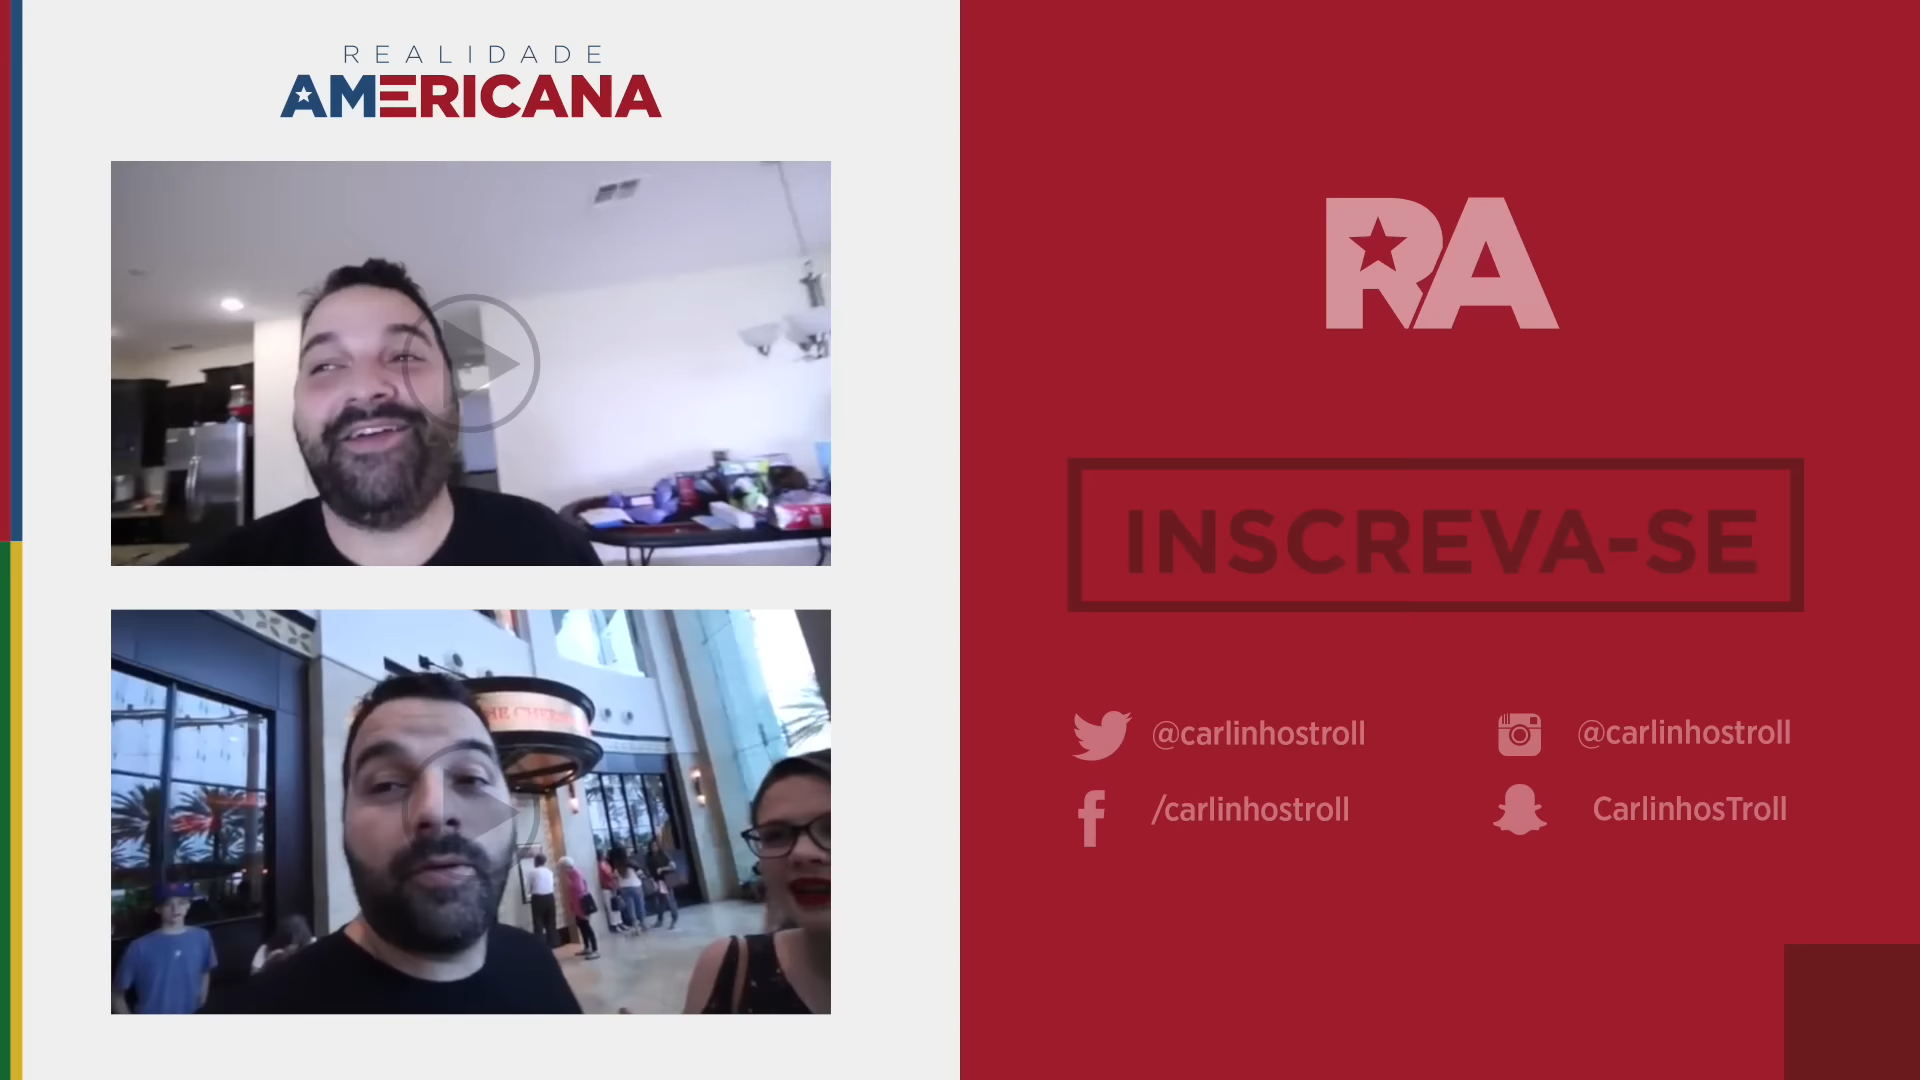 REALIDADE
AMERICANA
RA
INSCREVA-SE
@carlinhostroll
@carlinhostroll
/carlinhostroll
CarlinhosTroll